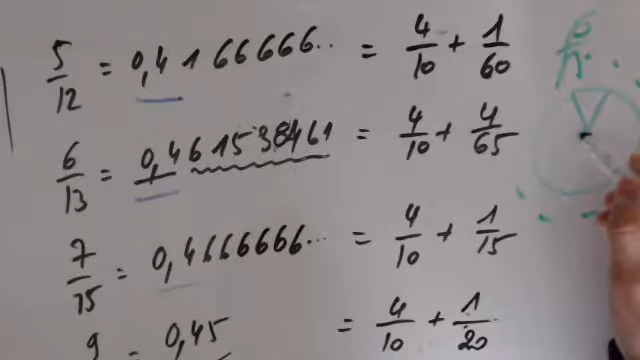 5/12 = 0,4166666.. = 4/10 + 1/60
6/13 = 0,461538461 = 4/10 + 4/65
7/15 = 0,4666666... = 4/10 + 1/15
9 = 0,45 = 4/10 + 1/20